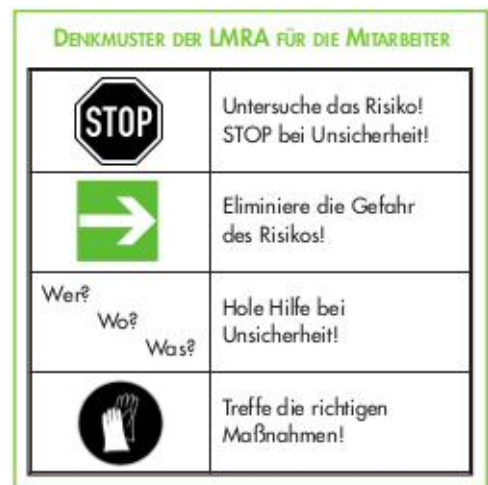 DENKMUSTER DER LMRA FÜR DIE MITARBEITER
STOP
Untersuche das Risiko!
STOP bei Unsicherheit!
Eliminiere die Gefahr
des Risikos!
Wer?
Wo?
Was?
Hole Hilfe bei
Unsicherheit!
Treffe die richtigen
Maßnahmen!